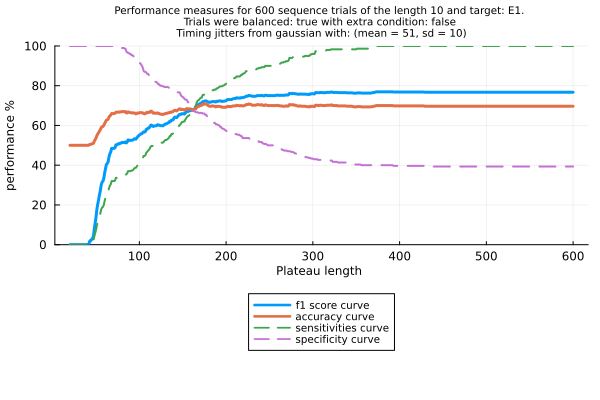 Performance measures for 600 sequence trials of the length 10 and target: E1.
Trials were balanced: true with extra condition: false
Timing jitters from gaussian with: (mean = 51, sd = 10)
100
80
60
40
20
0
performance %
100
200
300
400
500
600
Plateau length
f1 score curve
accuracy curve
sensitivities curve
specificity curve